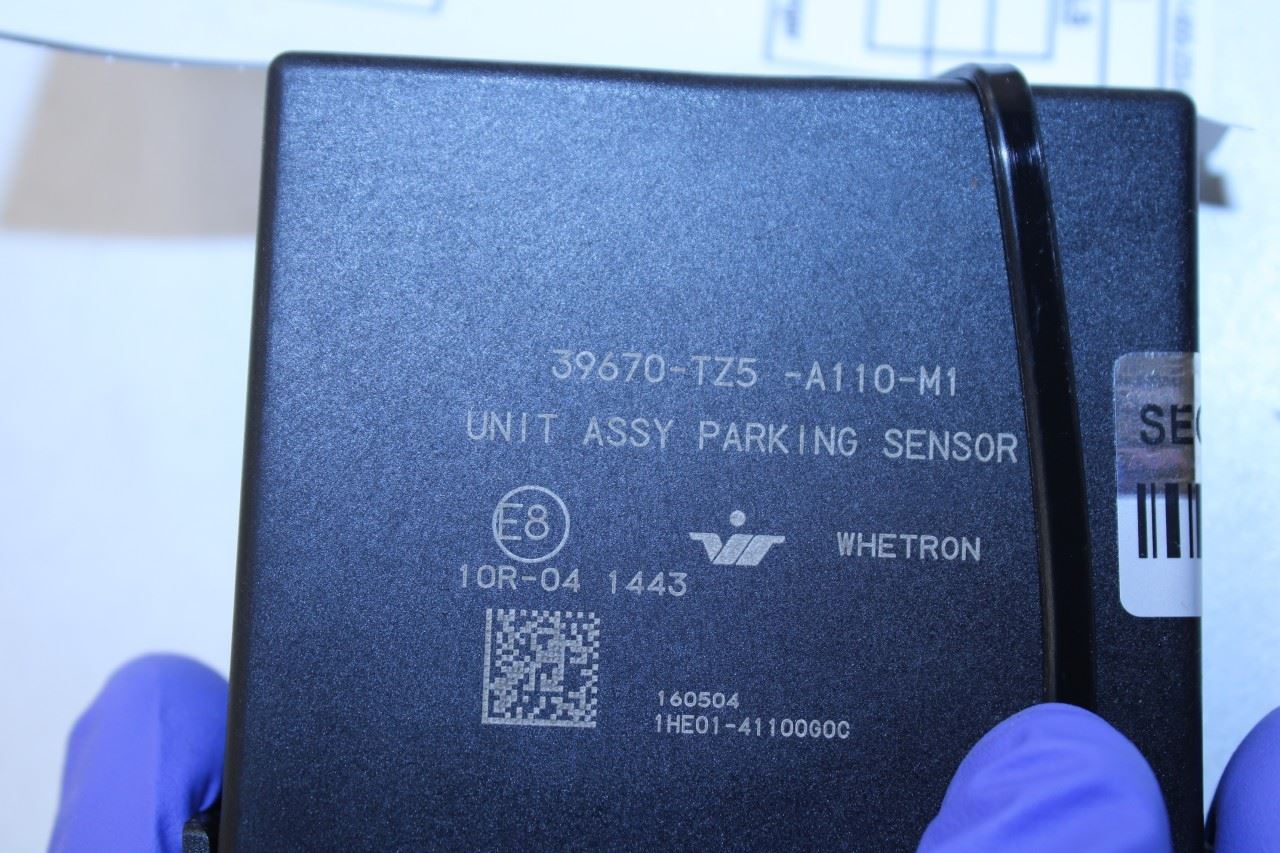 39670-TZ5 -A110-M1
UNIT ASSY PARKING SENSOR
E8
WHETRON
10R-04 1443
160504
1HE01-41100G0C